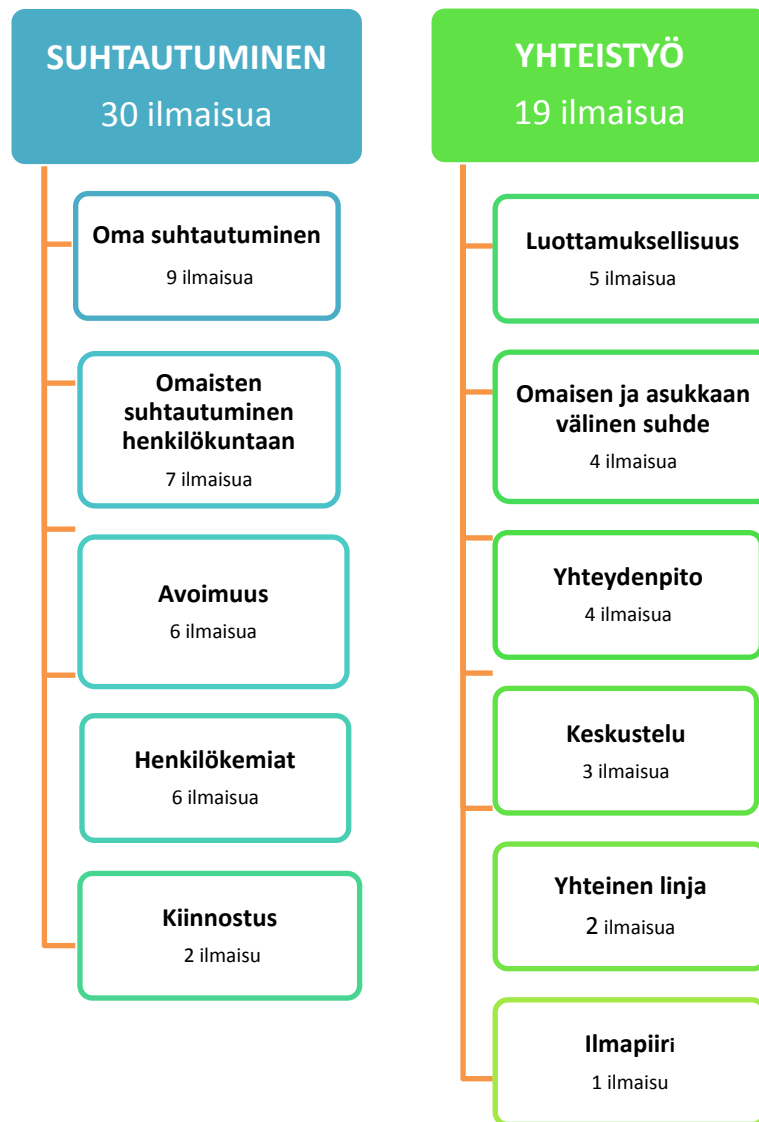 SUHTAUTUMINEN
30 ilmaisua
Oma suhtautuminen
9 ilmaisua
Omaisten
suhtautuminen
henkilökuntaan
7 ilmaisua
Avoimuus
6 ilmaisua
Henkilökemiat
6 ilmaisua
Kiinnostus
2 ilmaisu
YHTEISTYÖ
19 ilmaisua
Luottamuksellisuus
5 ilmaisua
Omaisen ja asukkaan
välinen suhde
4 ilmaisua
Yhteydenpito
4 ilmaisua
Keskustelu
3 ilmaisua
Yhteinen linja
2 ilmaisua
Ilmapiiri
1 ilmaisu